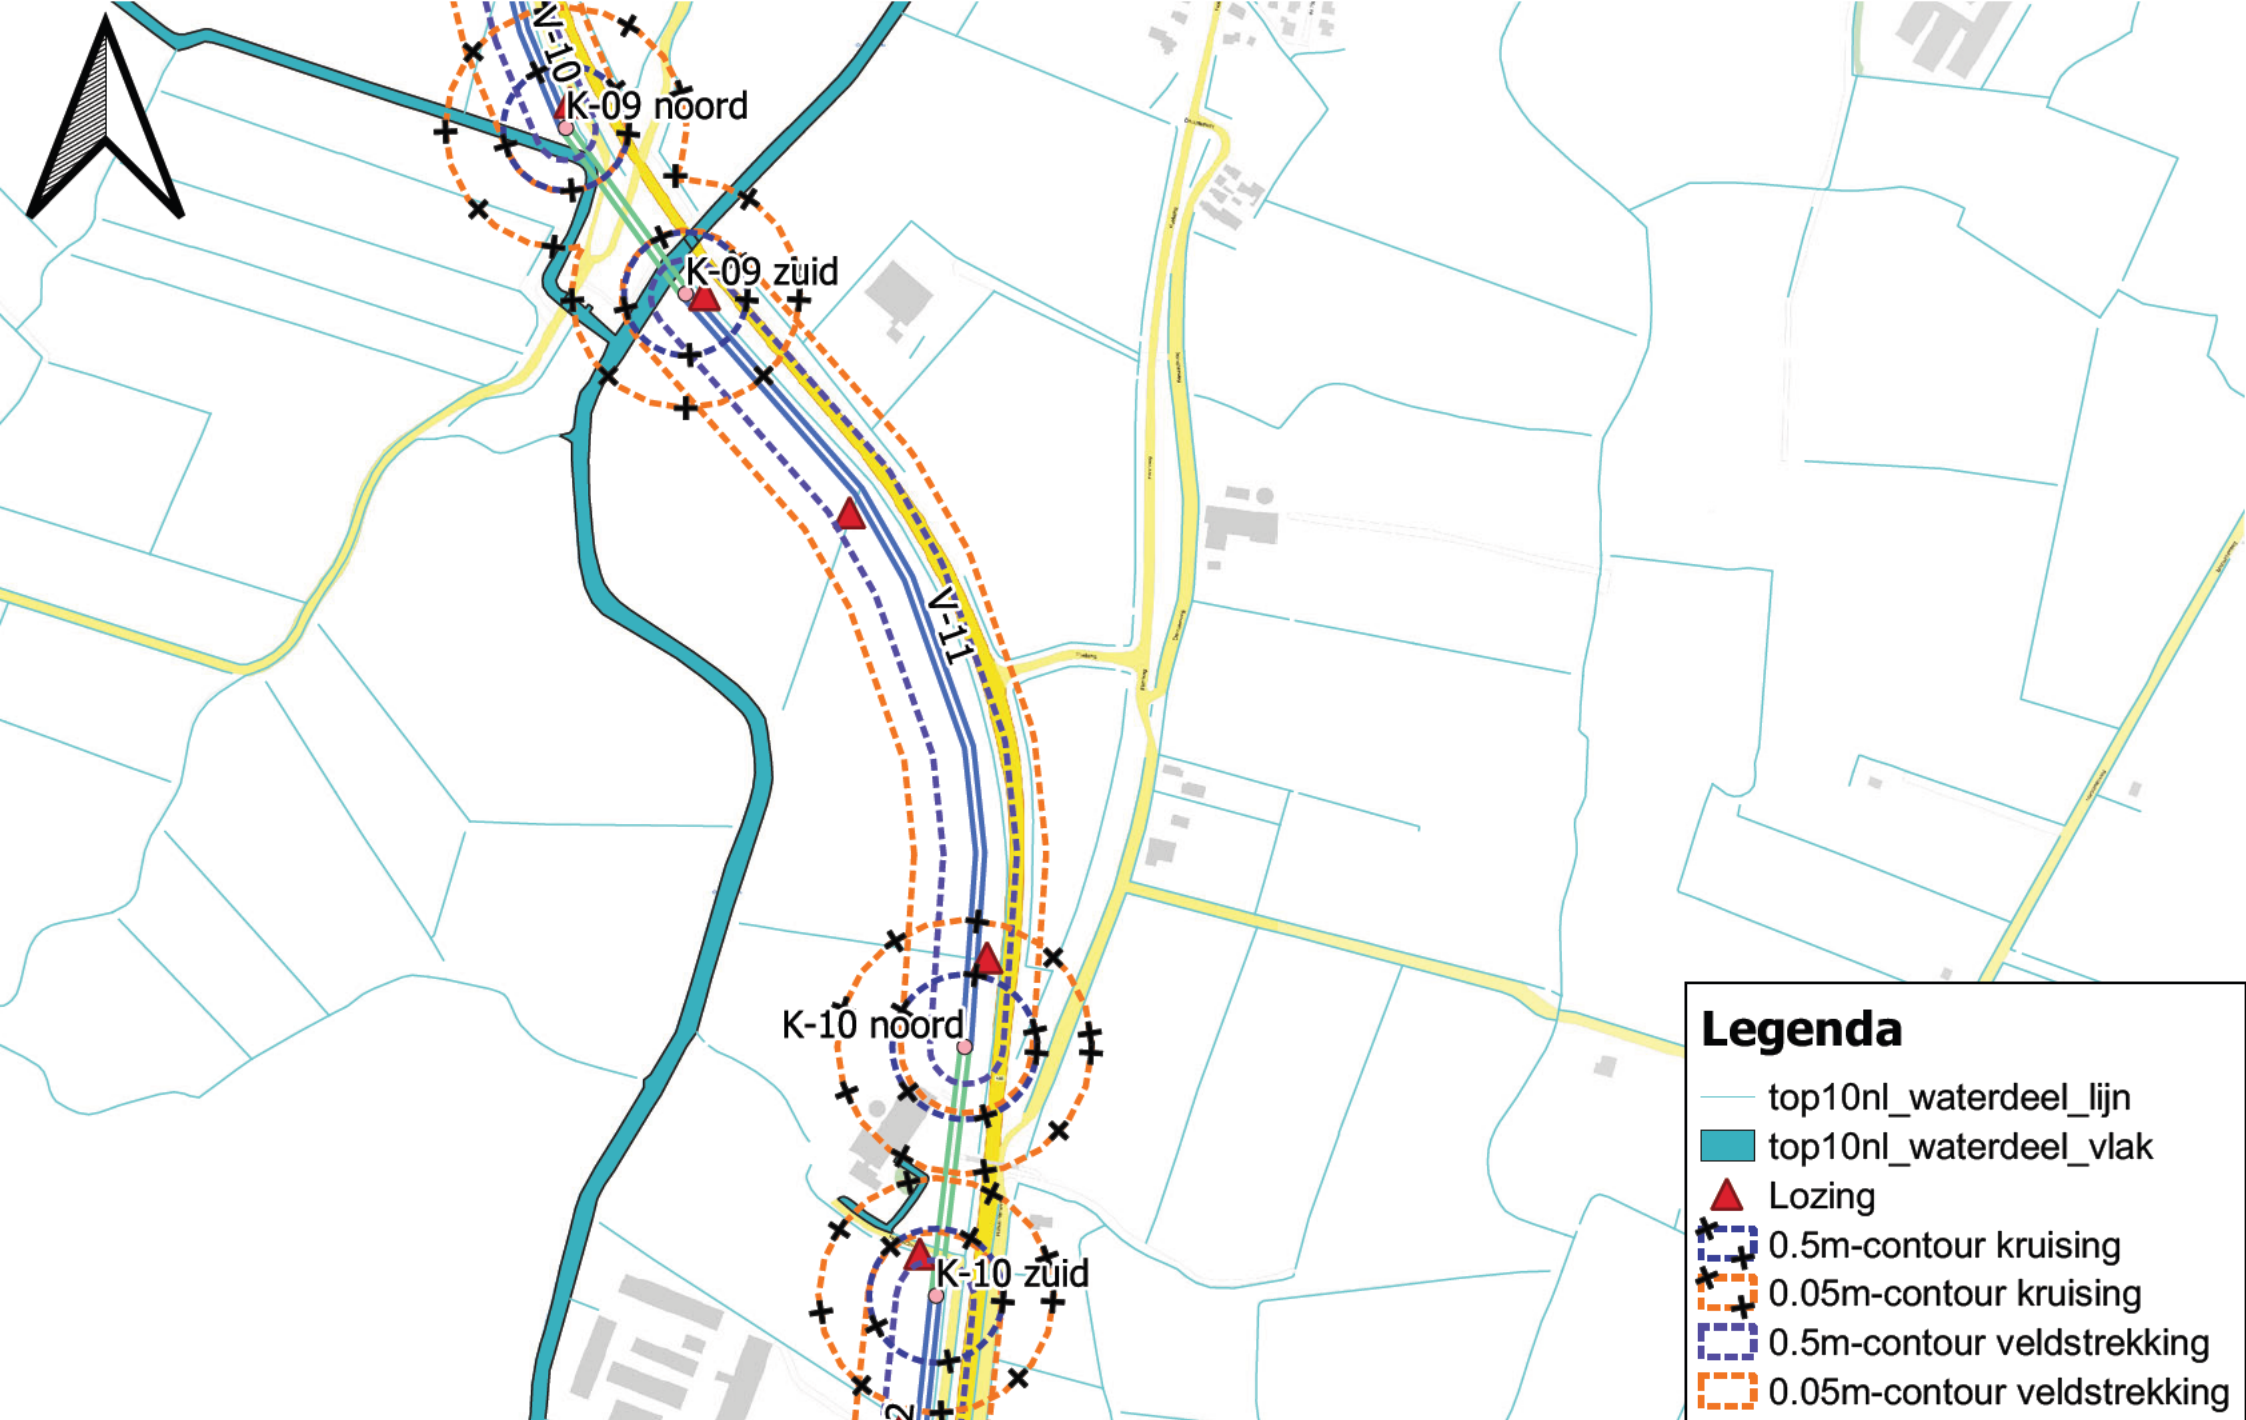 V-10
K-09 noord
K-09 zuid
V-11
K-10 noord
K-10 zuid
2
Legenda
top10nl_waterdeel_lijn
top10nl_waterdeel_vlak
Lozing
0.5m-contour kruising
0.05m-contour kruising
0.5m-contour veldstrekking
0.05m-contour veldstrekking